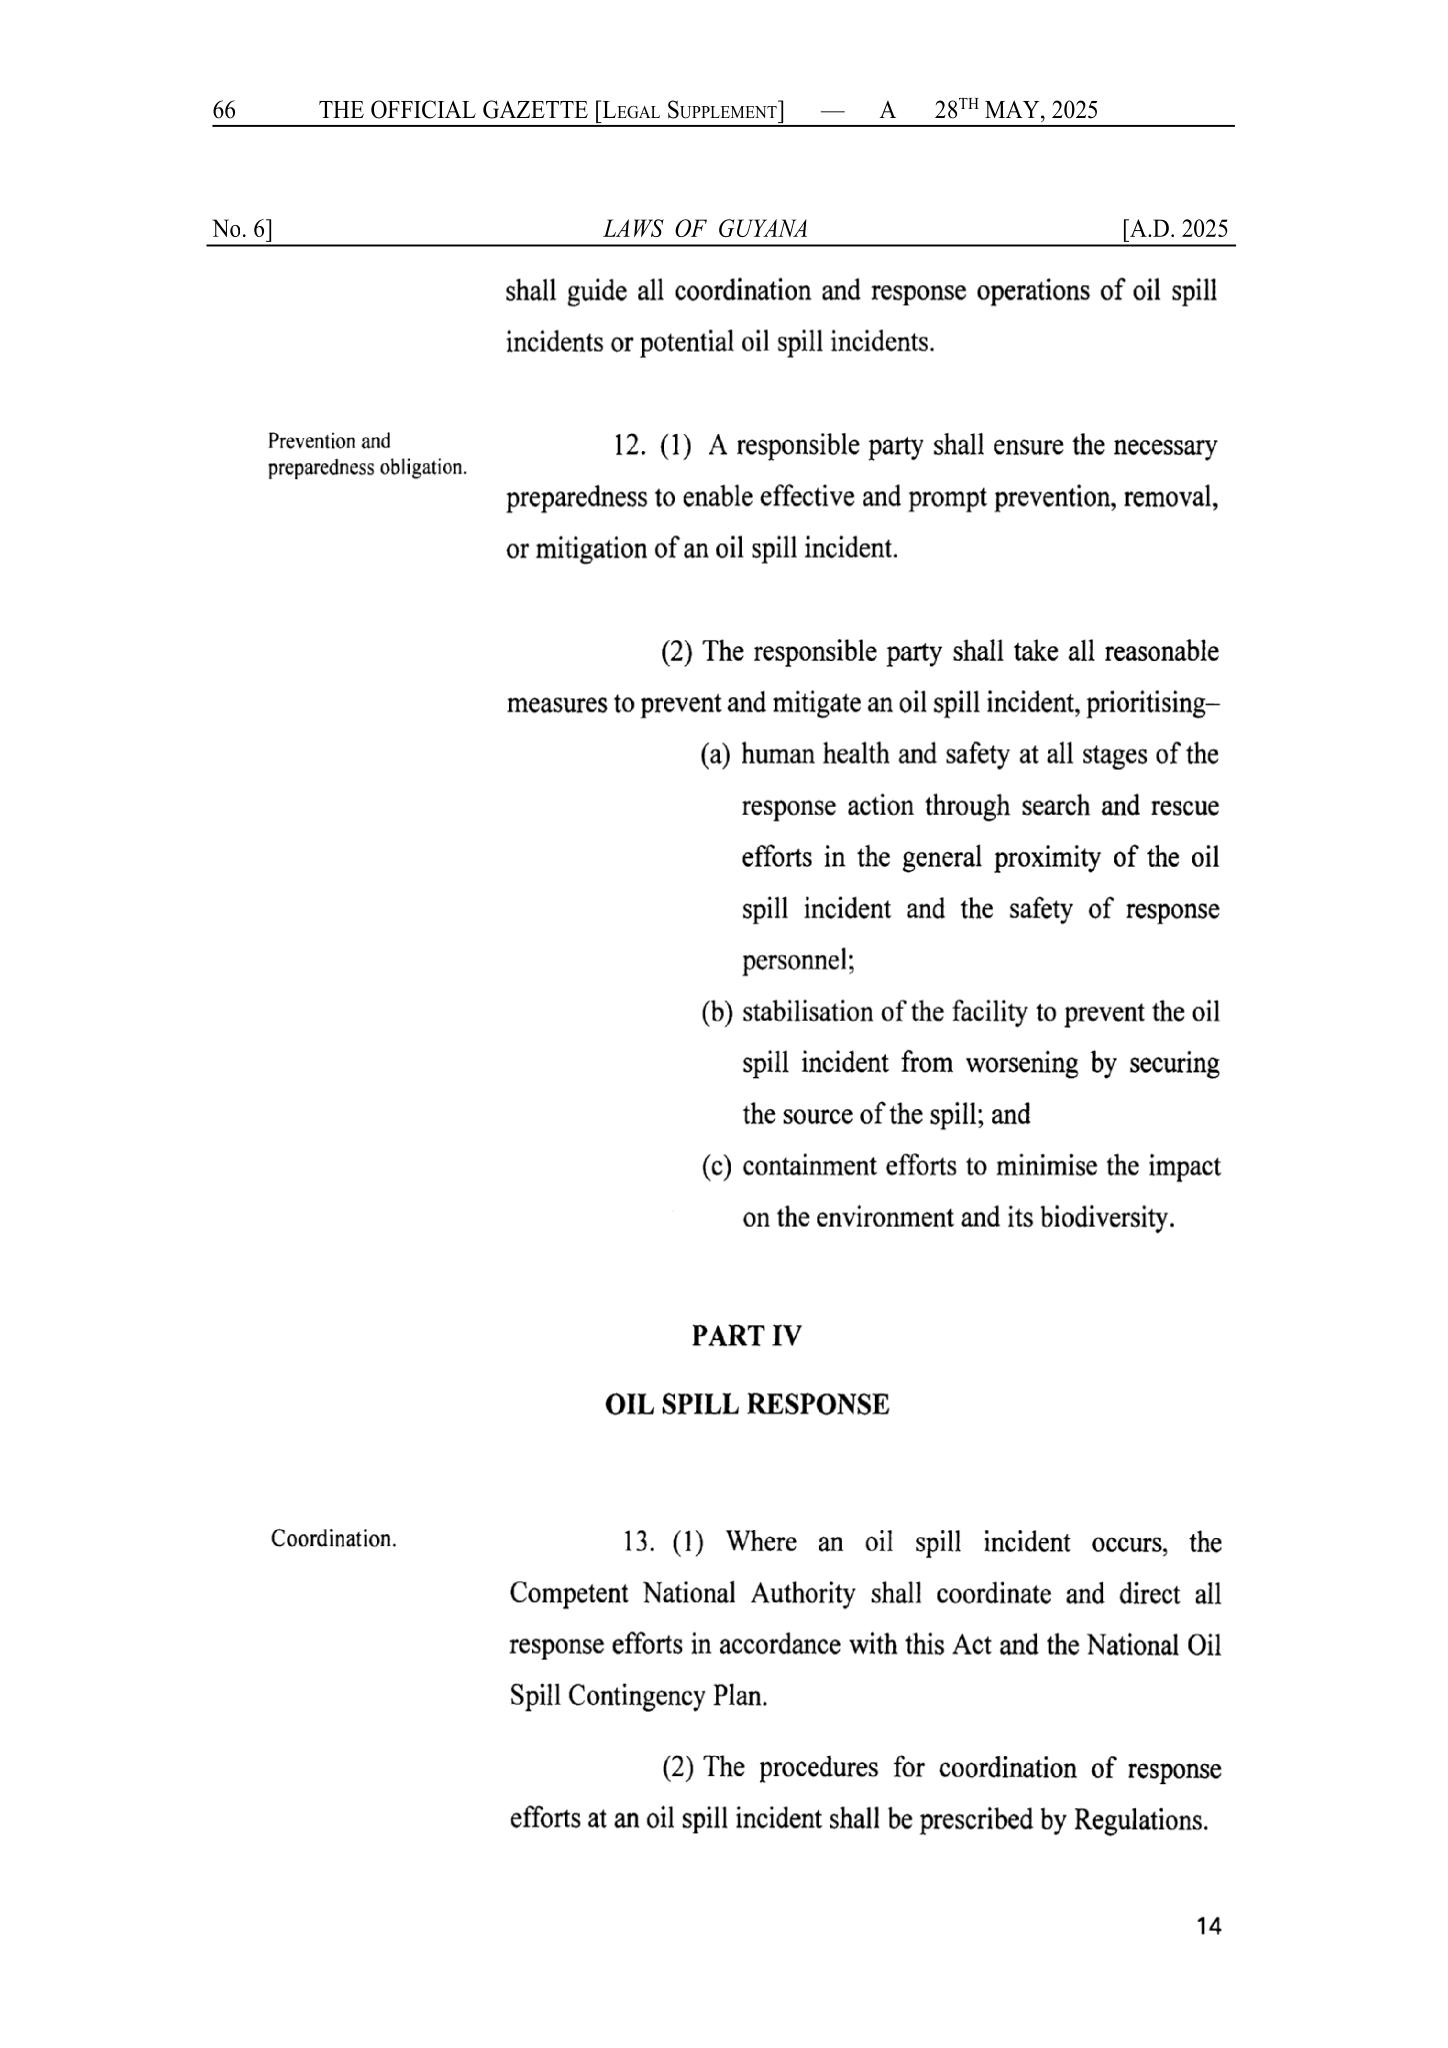 66 THE OFFICIAL GAZETTE [LEGAL SUPPLEMENT] — A 28TH MAY, 2025
No. 6] LAWS OF GUYANA [A.D. 2025
shall guide all coordination and response operations of oil spill
incidents or potential oil spill incidents.
Prevention and
preparedness obligation.
12. (1) A responsible party shall ensure the necessary
preparedness to enable effective and prompt prevention, removal,
or mitigation of an oil spill incident.
(2) The responsible party shall take all reasonable
measures to prevent and mitigate an oil spill incident, prioritising–
(a) human health and safety at all stages of the
response action through search and rescue
efforts in the general proximity of the oil
spill incident and the safety of response
personnel;
(b) stabilisation of the facility to prevent the oil
spill incident from worsening by securing
the source of the spill; and
(c) containment efforts to minimise the impact
on the environment and its biodiversity.
PART IV
OIL SPILL RESPONSE
Coordination.
13. (1) Where an oil spill incident occurs, the
Competent National Authority shall coordinate and direct all
response efforts in accordance with this Act and the National Oil
Spill Contingency Plan.
(2) The procedures for coordination of response
efforts at an oil spill incident shall be prescribed by Regulations.
14